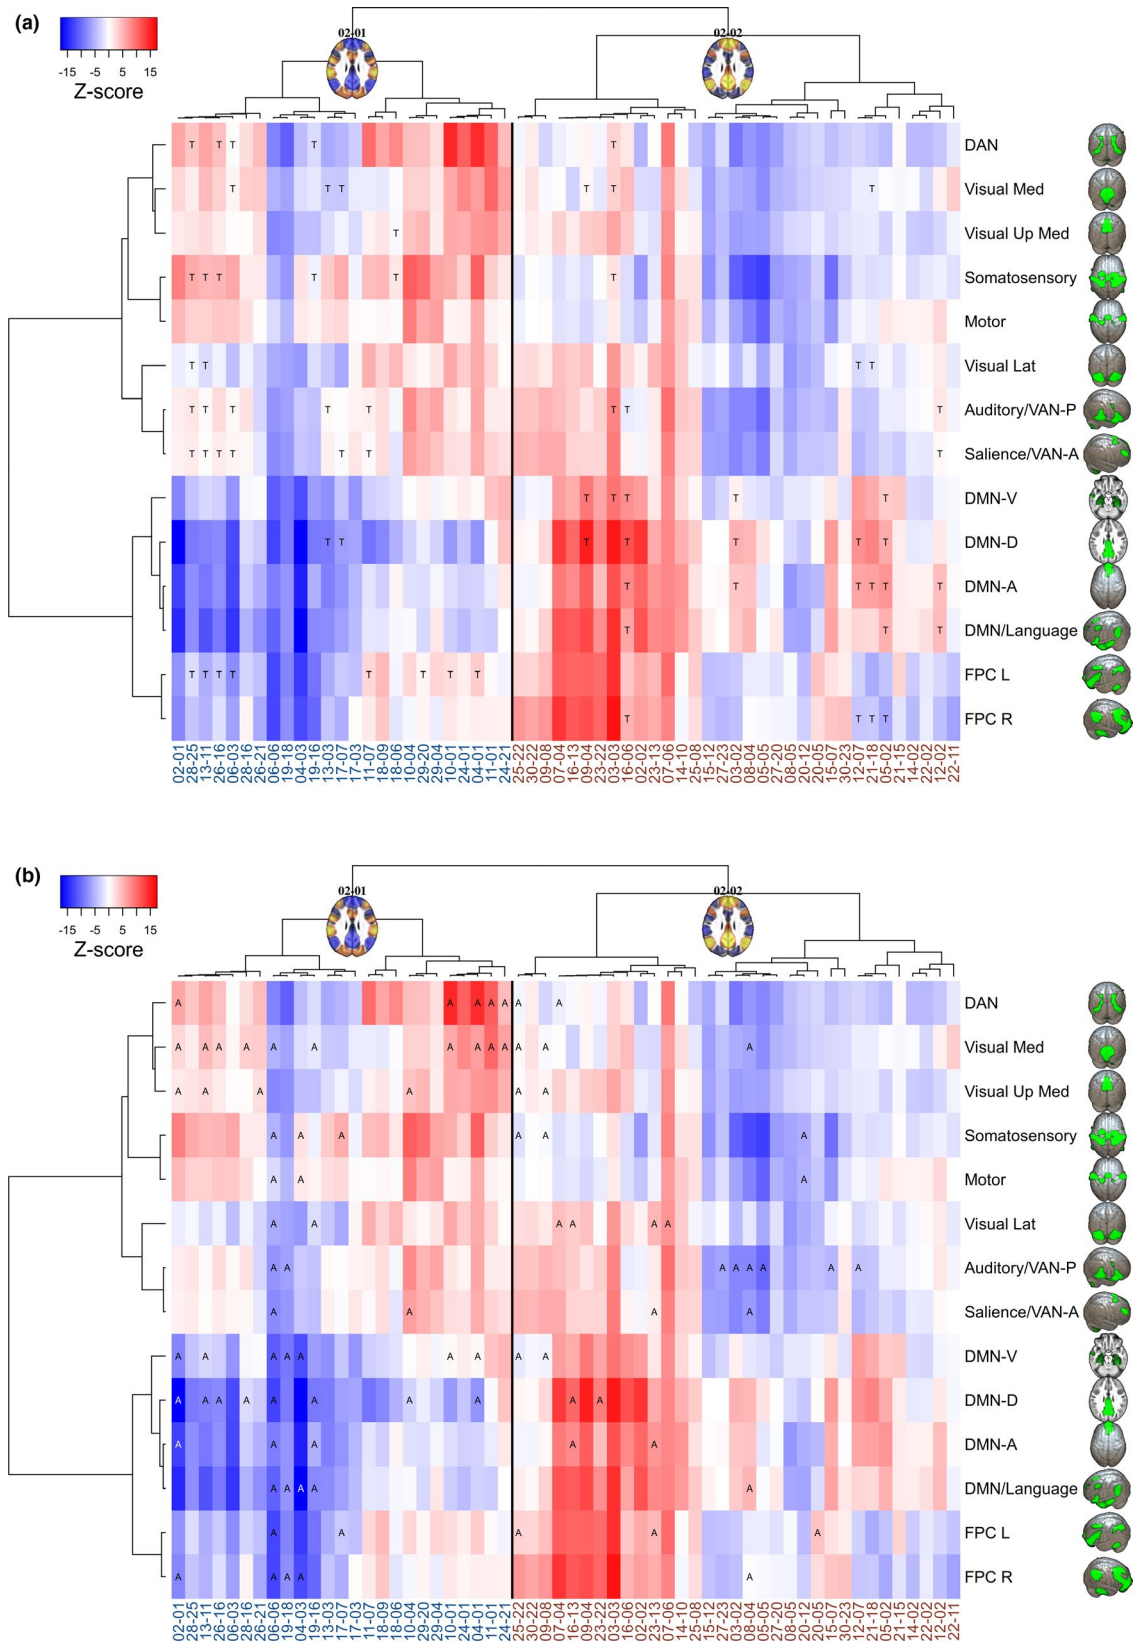 (a)
02-01 02-02
-15 -5 5 15
Z-score
T T T T T DAN
T T T T T T Visual Med
T Visual Up Med
T T T T T T Somatosensory
Motor
T T T T Visual Lat
T T T T T T T T Auditory/VAN-P
T T T T T T T Salience/VAN-A
T T T T T DMN-V
T T T T T T T DMN-D
T T T T T T DMN-A
T T T DMN/Language
T T T T T T T T FPC L
T T T T FPC R
02-01 28-25 13-11 26-16 06-03 28-16 26-21 06-06 19-18 04-03 19-16 13-03 17-07 11-07 18-09 18-06 10-04 29-20 29-04 10-01 24-01 04-01 11-01 24-21 25-22 30-22 09-08 07-04 16-13 09-04 23-22 03-03 16-06 02-02 23-13 07-06 14-10 25-08 15-12 27-23 03-02 08-04 05-05 27-20 08-05 20-12 20-05 15-07 30-23 12-07 21-18 05-02 21-15 14-02 22-02 12-02 22-11
(b)
02-01 02-02
-15 -5 5 15
Z-score
A A A A A A A DAN
A A A A A A A A A A A A A Visual Med
A A A A A A Visual Up Med
A A A A A A Somatosensory
A A A Motor
A A A A A A Visual Lat
A A A A A A A A Auditory/VAN-P
A A A A Salience/VAN-A
A A A A A A A A A DMN-V
A A A A A A A A A A DMN-D
A A A A A DMN-A
A A A A A DMN/Language
A A A A A FPC L
A A A A A FPC R
02-01 28-25 13-11 26-16 06-03 28-16 26-21 06-06 19-18 04-03 19-16 13-03 17-07 11-07 18-09 18-06 10-04 29-20 29-04 10-01 24-01 04-01 11-01 24-21 25-22 30-22 09-08 07-04 16-13 09-04 23-22 03-03 16-06 02-02 23-13 07-06 14-10 25-08 15-12 27-23 03-02 08-04 05-05 27-20 08-05 20-12 20-05 15-07 30-23 12-07 21-18 05-02 21-15 14-02 22-02 12-02 22-11